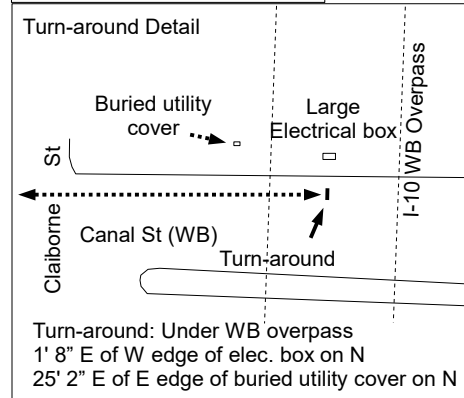 Turn-around Detail
Buried utility
cover
Large
Electrical box
I-10 WB Overpass
Claiborne St
Canal St (WB)
Turn-around
Turn-around: Under WB overpass
1' 8” E of W edge of elec. box on N
25' 2” E of E edge of buried utility cover on N